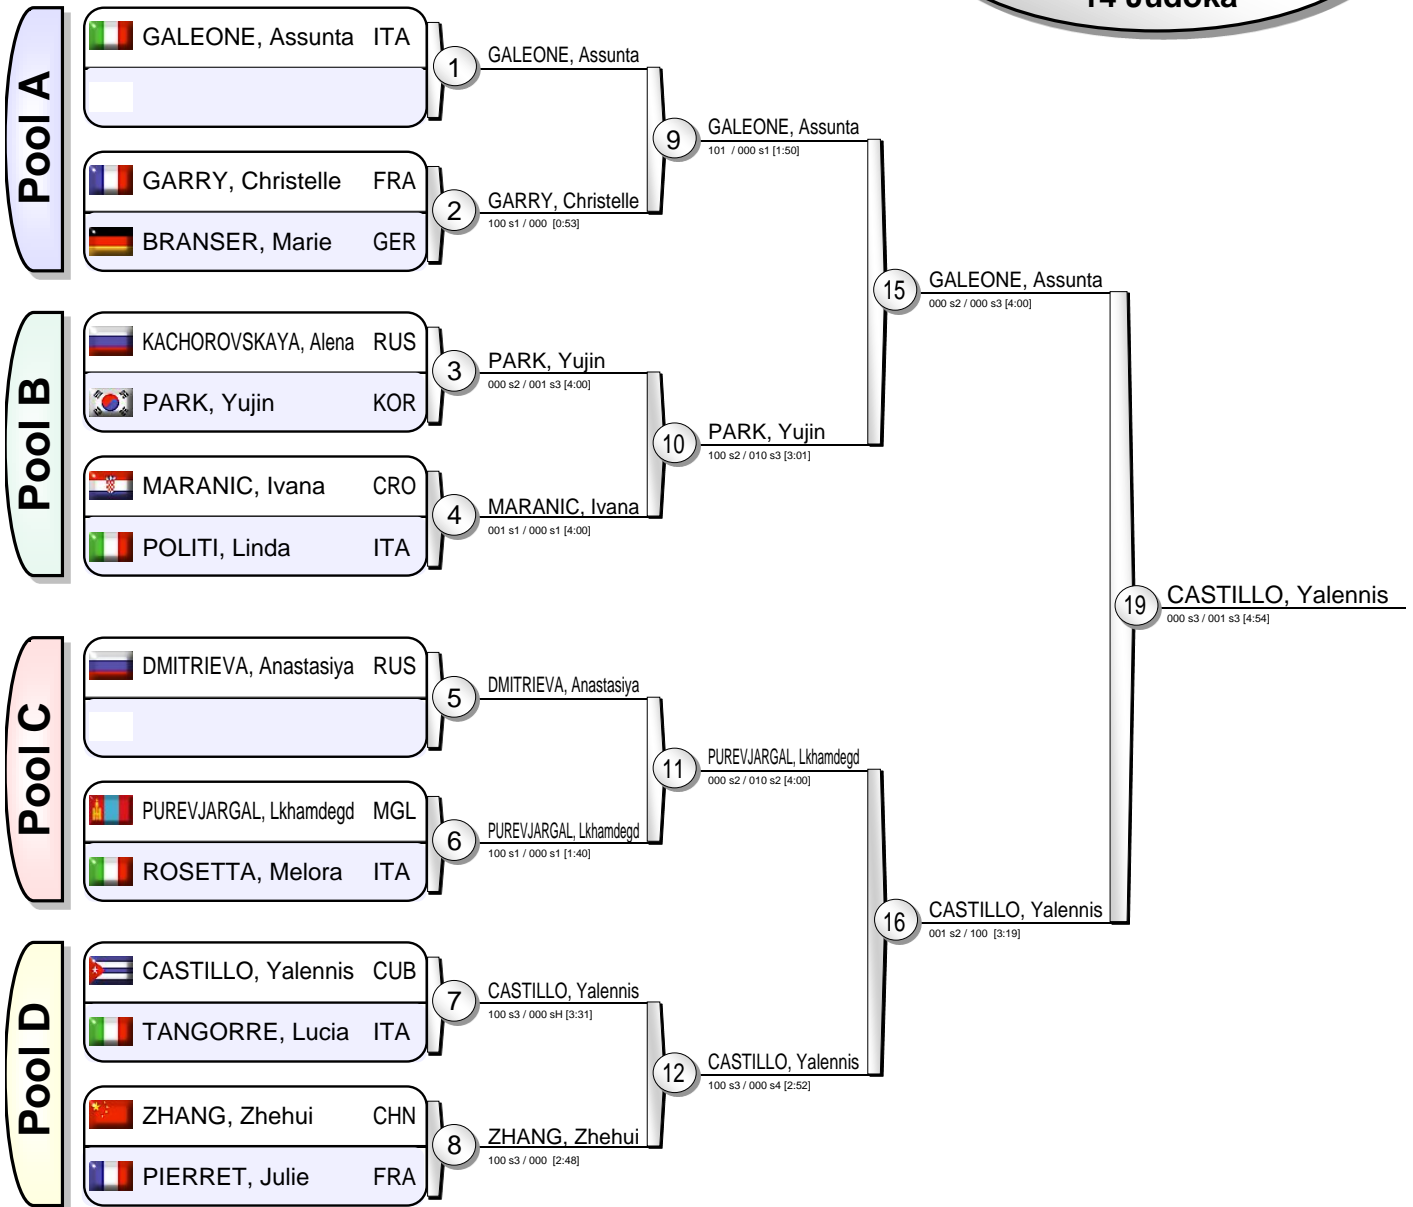 14 Judoka
Pool A
GALEONE, Assunta ITA
GARRY, Christelle FRA
BRANSER, Marie GER
Pool B
KACHOROVSKAYA, Alena RUS
PARK, Yujin KOR
MARANIC, Ivana CRO
POLITI, Linda ITA
Pool C
DMITRIEVA, Anastasiya RUS
PUREVJARGAL, Lkhamdegd MGL
ROSETTA, Melora ITA
Pool D
CASTILLO, Yalennis CUB
TANGORRE, Lucia ITA
ZHANG, Zhehui CHN
PIERRET, Julie FRA
1
GALEONE, Assunta
2
GARRY, Christelle
100 s1 / 000 [0:53]
3
PARK, Yujin
000 s2 / 001 s3 [4:00]
4
MARANIC, Ivana
001 s1 / 000 s1 [4:00]
5
DMITRIEVA, Anastasiya
6
PUREVJARGAL, Lkhamdegd
100 s1 / 000 s1 [1:40]
7
CASTILLO, Yalennis
100 s3 / 000 sH [3:31]
8
ZHANG, Zhehui
100 s3 / 000 [2:48]
9
GALEONE, Assunta
101 / 000 s1 [1:50]
10
PARK, Yujin
100 s2 / 010 s3 [3:01]
11
PUREVJARGAL, Lkhamdegd
000 s2 / 010 s2 [4:00]
12
CASTILLO, Yalennis
100 s3 / 000 s4 [2:52]
15
GALEONE, Assunta
000 s2 / 000 s3 [4:00]
16
CASTILLO, Yalennis
001 s2 / 100 [3:19]
19
CASTILLO, Yalennis
000 s3 / 001 s3 [4:54]